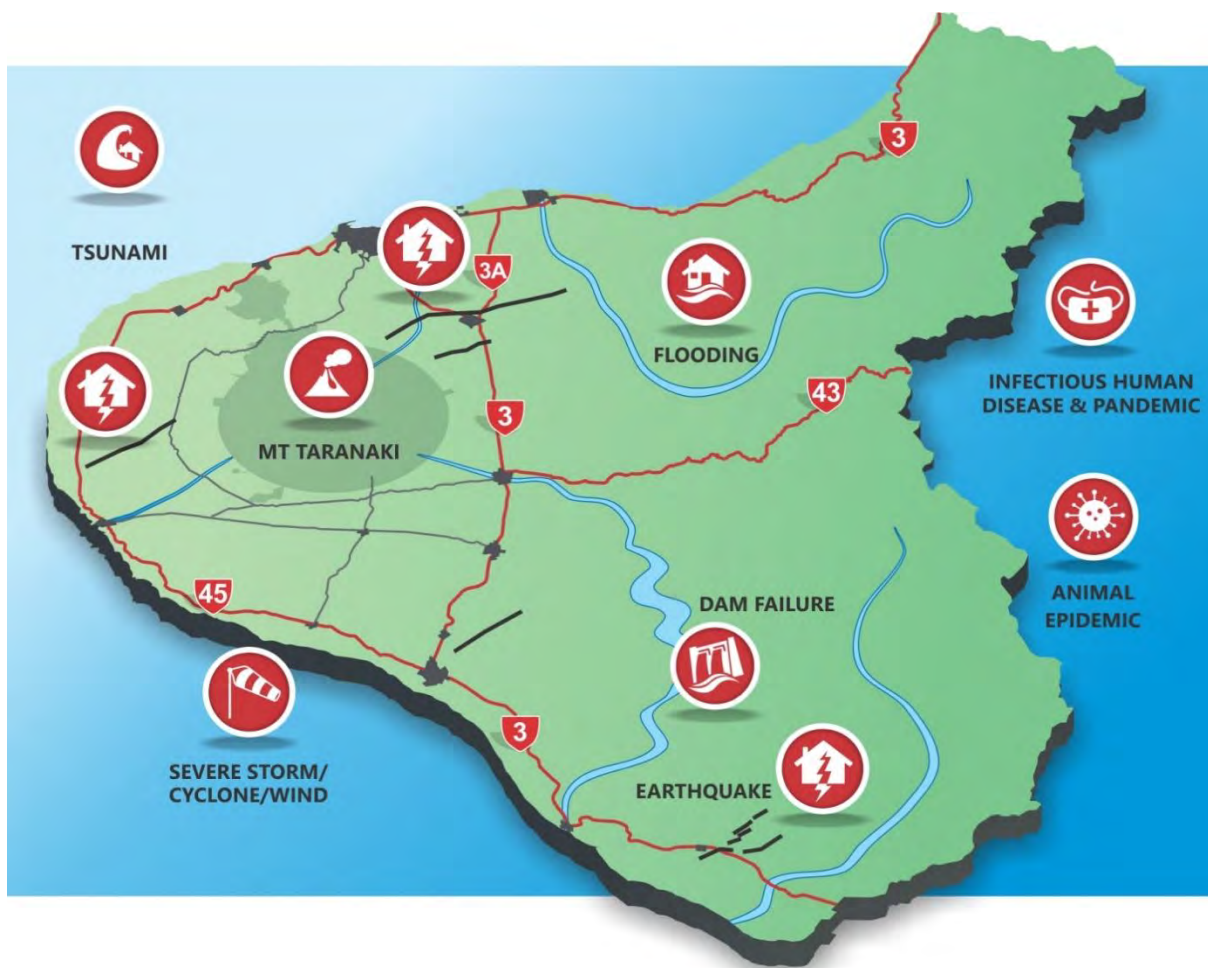 3
TSUNAMI
3A
FLOODING
INFECTIOUS HUMAN
DISEASE & PANDEMIC
43
3
MT TARANAKI
45
DAM FAILURE
ANIMAL
EPIDEMIC
3
SEVERE STORM/
CYCLONE/WIND
EARTHQUAKE